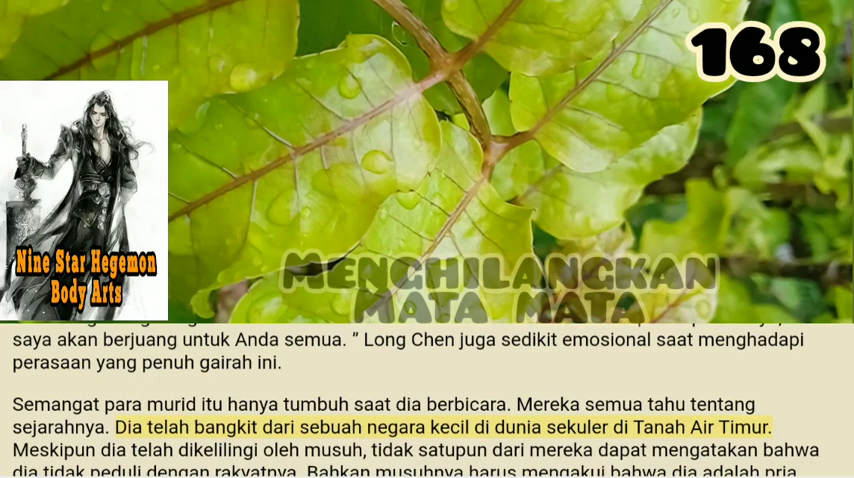 168
Nine Star Hegemon
Body Arts
MENGHILANGKAN
MATA MATA
saya akan berjuang untuk Anda semua. ” Long Chen juga sedikit emosional saat menghadapi
perasaan yang penuh gairah ini.
Semangat para murid itu hanya tumbuh saat dia berbicara. Mereka semua tahu tentang
sejarahnya. Dia telah bangkit dari sebuah negara kecil di dunia sekuler di Tanah Air Timur.
Meskipun dia telah dikelilingi oleh musuh, tidak satupun dari mereka dapat mengatakan bahwa
dia tidak peduli dengan rakyatnya. Bahkan musuhnya harus mengakui bahwa dia adalah pria